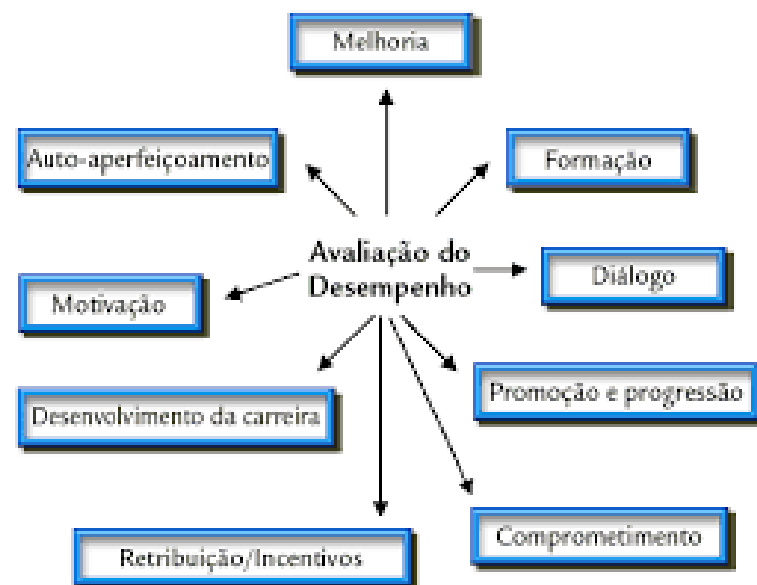 Melhoria
Auto-aperfeiçoamento
Formação
Avaliação do
Desempenho
Diálogo
Motivação
Promoção e progressão
Desenvolvimento da carreira
Comprometimento
Retribuição/Incentivos